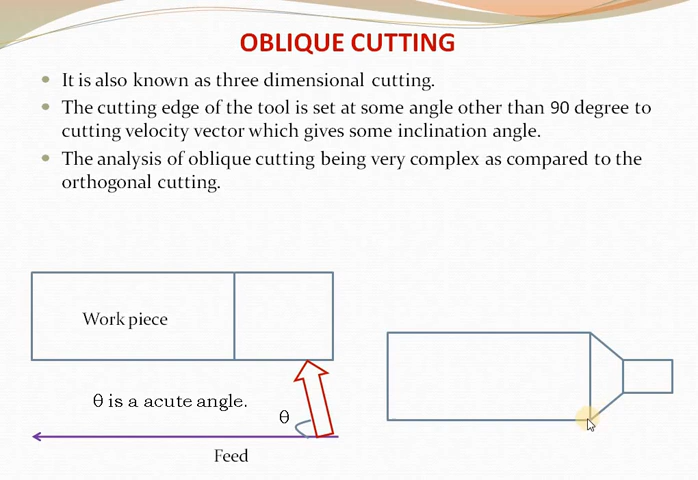 OBLIQUE CUTTING
It is also known as three dimensional cutting.
The cutting edge of the tool is set at some angle other than 90 degree to
cutting velocity vector which gives some inclination angle.
The analysis of oblique cutting being very complex as compared to the
orthogonal cutting.
Work piece
θ is a acute angle.
θ
Feed